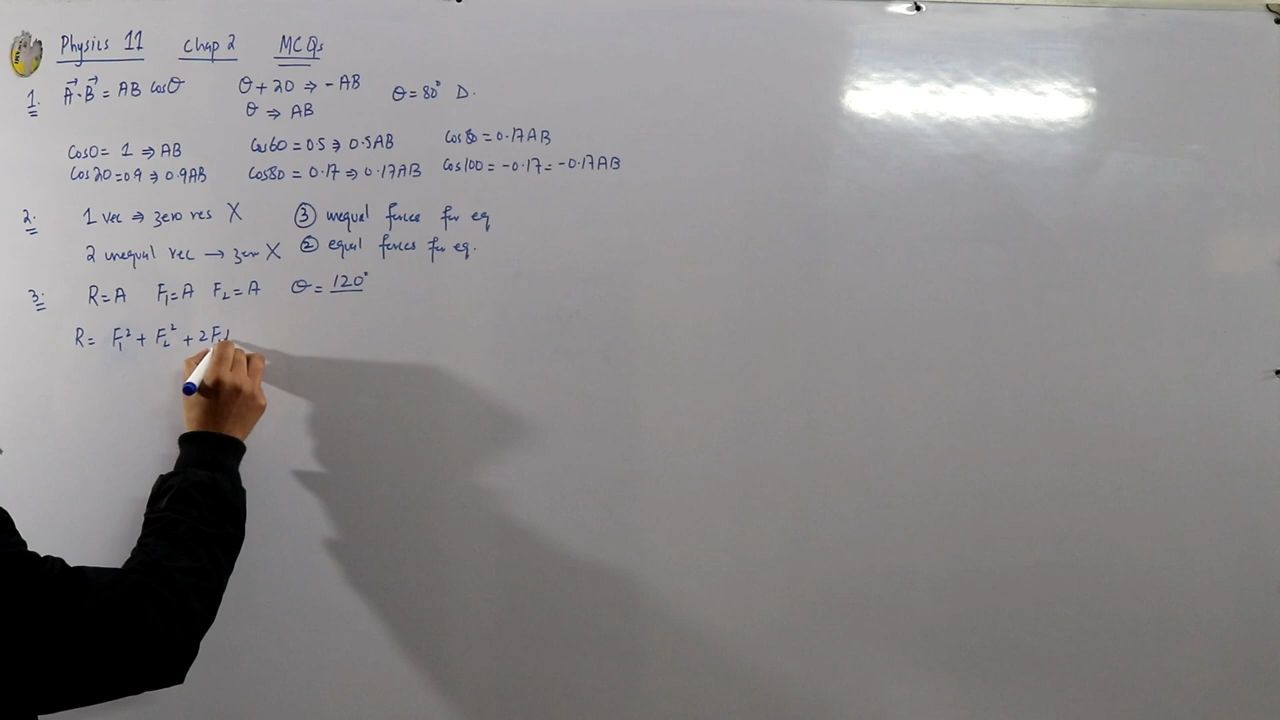 Physics 11 Chap 2 MCQs
1. A⃗·B⃗ = AB cosθ θ+20 ⇒ -AB θ=80° D.
θ ⇒ AB
Cos0= 1 ⇒ AB Cos60=0.5 ⇒ 0.5AB Cos80=0.17AB
Cos20=0.9 ⇒ 0.9AB Cos80 = 0.17 ⇒ 0.17AB Cos100 = -0.17 = -0.17AB
2. 1 vec ⇒ zero res X ③ unequal forces for eq
2 unequal vec → zero X ② equal forces for eq.
3. R=A F₁=A F₂=A θ = 120°
R= F₁² + F₂² + 2F₁